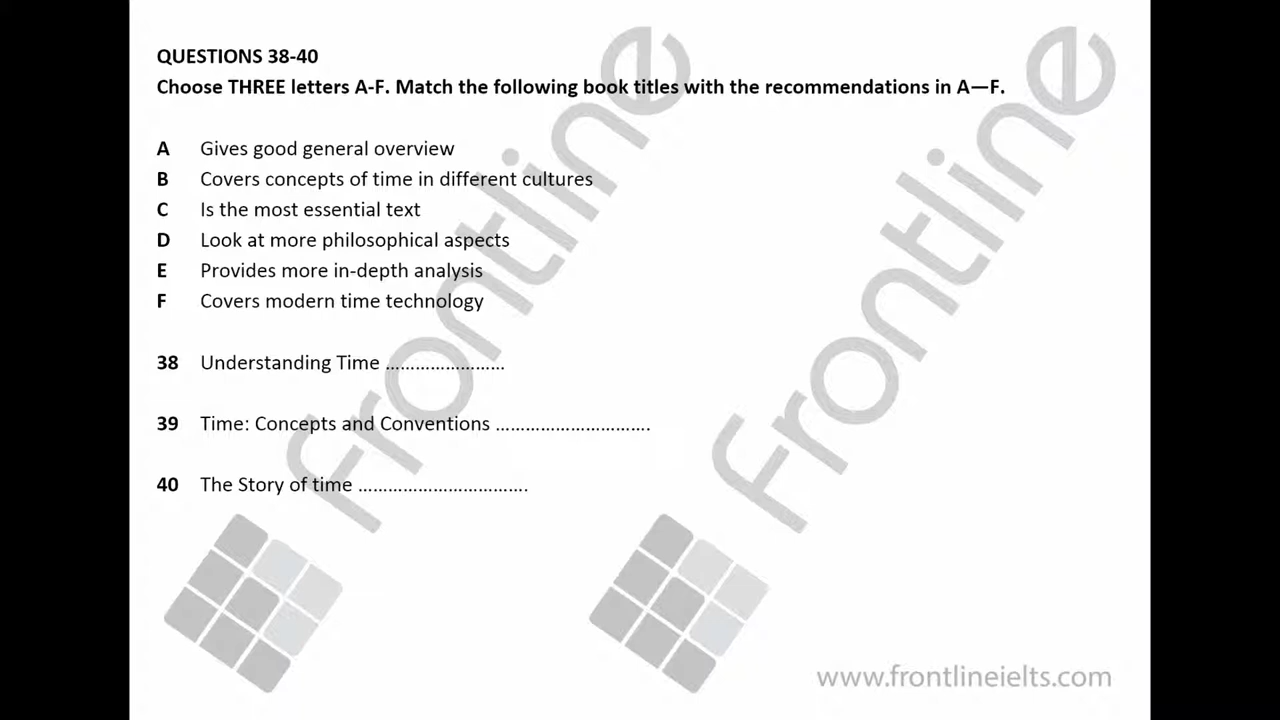 QUESTIONS 38-40
Choose THREE letters A-F. Match the following book titles with the recommendations in A—F.
A Gives good general overview
B Covers concepts of time in different cultures
C Is the most essential text
D Look at more philosophical aspects
E Provides more in-depth analysis
F Covers modern time technology
38 Understanding Time .......................
39 Time: Concepts and Conventions ..............................
40 The Story of time .................................
frontline
frontline
www.frontlineielts.com